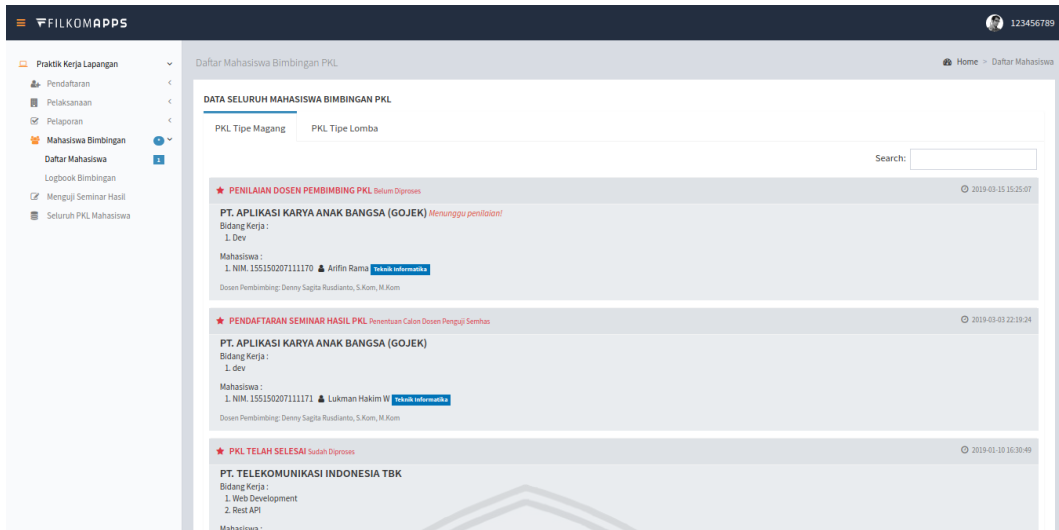 FILKOMAPPS
123456789
Praktik Kerja Lapangan
Pendaftaran
Pelaksanaan
Pelaporan
Mahasiswa Bimbingan
Daftar Mahasiswa 1
Logbook Bimbingan
Menguji Seminar Hasil
Seluruh PKL Mahasiswa
Daftar Mahasiswa Bimbingan PKL
Home > Daftar Mahasiswa
DATA SELURUH MAHASISWA BIMBINGAN PKL
PKL Tipe Magang PKL Tipe Lomba
Search:
PENILAIAN DOSEN PEMBIMBING PKL Belum Diproses 2019-03-15 15:25:07
PT. APLIKASI KARYA ANAK BANGSA (GOJEK) Menunggu penilaian!
Bidang Kerja :
1. Dev
Mahasiswa :
1. NIM. 155150207111170 Arifin Rama Teknik Informatika
Dosen Pembimbing: Denny Sagita Rusdianto, S.Kom, M.Kom
PENDAFTARAN SEMINAR HASIL PKL Penentuan Calon Dosen Penguji Semhas 2019-03-03 22:19:24
PT. APLIKASI KARYA ANAK BANGSA (GOJEK)
Bidang Kerja :
1. dev
Mahasiswa :
1. NIM. 155150207111171 Lukman Hakim W Teknik Informatika
Dosen Pembimbing: Denny Sagita Rusdianto, S.Kom, M.Kom
PKL TELAH SELESAI Sudah Diproses 2019-01-10 16:30:49
PT. TELEKOMUNIKASI INDONESIA TBK
Bidang Kerja :
1. Web Development
2. Rest API
Mahasiswa :